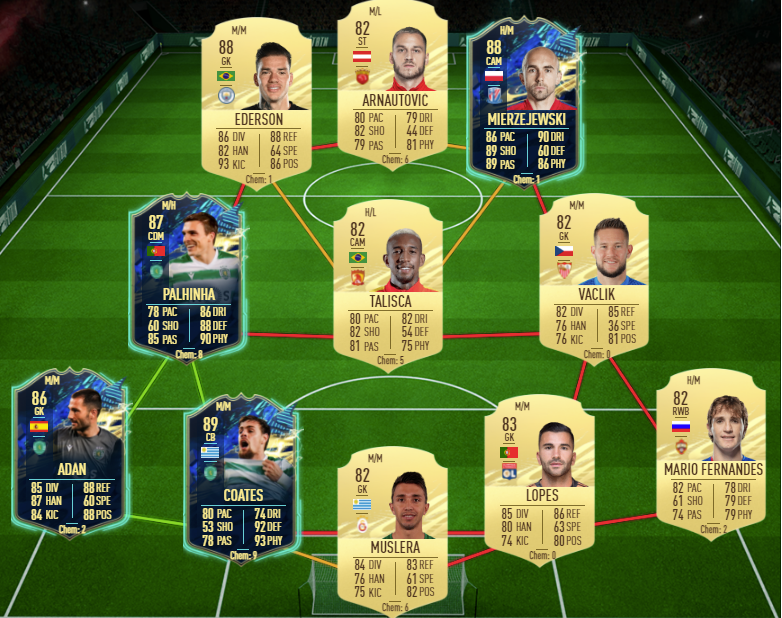 M/M
88
GK
EDERSON
86 DIV 88 REF
82 HAN 64 SPE
93 KIC 86 POS
Chem: 1
M/L
82
ST
ARNAUTOVIC
80 PAC 79 DRI
82 SHO 44 DEF
79 PAS 81 PHY
Chem: 6
H/M
88
CAM
MIERZEJEWSKI
86 PAC 90 DRI
89 SHO 60 DEF
89 PAS 86 PHY
Chem: 1
M/H
87
CDM
PALHINHA
78 PAC 86 DRI
60 SHO 88 DEF
85 PAS 90 PHY
Chem: 8
H/L
82
CAM
TALISCA
80 PAC 82 DRI
82 SHO 54 DEF
81 PAS 75 PHY
Chem: 5
M/M
82
GK
VACLIK
82 DIV 85 REF
76 HAN 36 SPE
76 KIC 81 POS
Chem: 0
M/M
86
GK
ADAN
85 DIV 88 REF
87 HAN 60 SPE
84 KIC 88 POS
Chem: 2
M/M
89
CB
COATES
80 PAC 74 DRI
53 SHO 92 DEF
78 PAS 93 PHY
Chem: 9
M/M
82
GK
MUSLERA
84 DIV 83 REF
76 HAN 61 SPE
75 KIC 82 POS
Chem: 6
M/M
83
GK
LOPES
85 DIV 86 REF
80 HAN 63 SPE
74 KIC 80 POS
Chem: 0
H/M
82
RWB
MARIO FERNANDES
82 PAC 78 DRI
61 SHO 79 DEF
74 PAS 79 PHY
Chem: 2